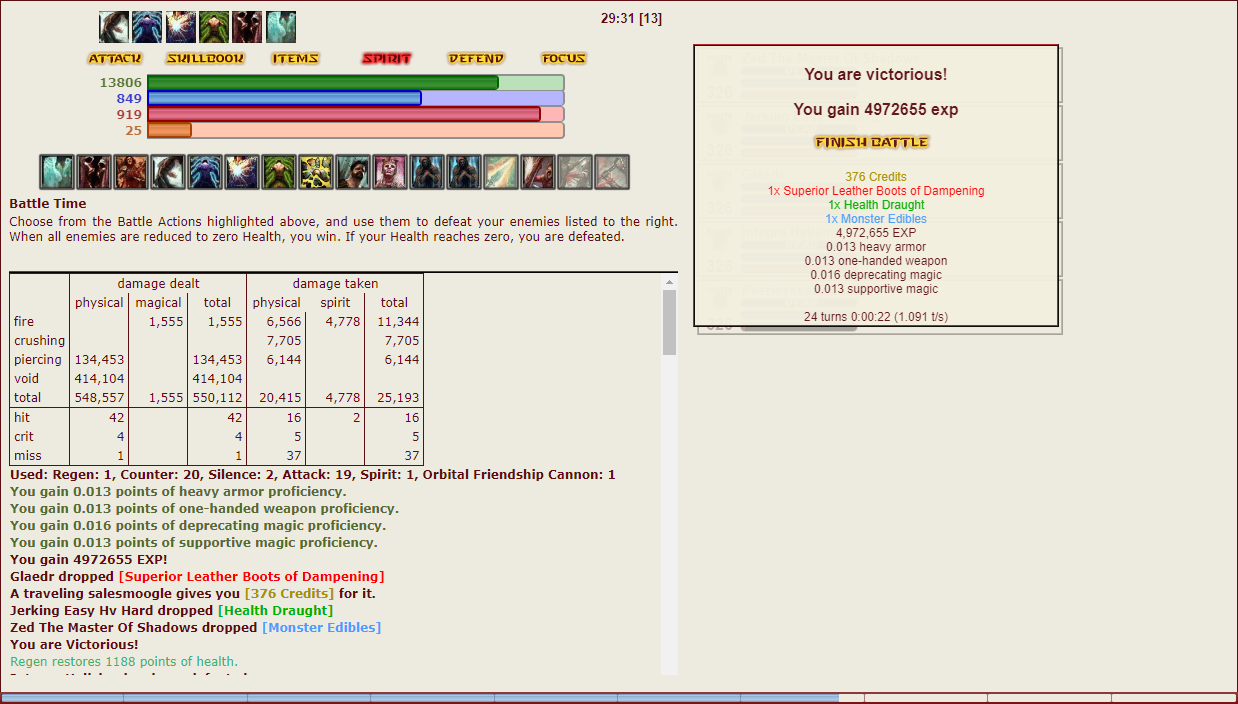 29:31 [13]
ATTACK SKILLBOOK ITEMS SPIRIT DEFEND FOCUS
13806
849
919
25
Battle Time
Choose from the Battle Actions highlighted above, and use them to defeat your enemies listed to the right.
When all enemies are reduced to zero Health, you win. If your Health reaches zero, you are defeated.
damage dealt damage taken
physical magical total physical spirit total
fire 1,555 1,555 6,566 4,778 11,344
crushing 7,705 7,705
piercing 134,453 134,453 6,144 6,144
void 414,104 414,104
total 548,557 1,555 550,112 20,415 4,778 25,193
hit 42 42 16 2 16
crit 4 4 5 5
miss 1 1 37 37
Used: Regen: 1, Counter: 20, Silence: 2, Attack: 19, Spirit: 1, Orbital Friendship Cannon: 1
You gain 0.013 points of heavy armor proficiency.
You gain 0.013 points of one-handed weapon proficiency.
You gain 0.016 points of deprecating magic proficiency.
You gain 0.013 points of supportive magic proficiency.
You gain 4972655 EXP!
Glaedr dropped [Superior Leather Boots of Dampening]
A traveling salesmoogle gives you [376 Credits] for it.
Jerking Easy Hv Hard dropped [Health Draught]
Zed The Master Of Shadows dropped [Monster Edibles]
You are Victorious!
Regen restores 1188 points of health.
You are victorious!
You gain 4972655 exp
FINISH BATTLE
376 Credits
1x Superior Leather Boots of Dampening
1x Health Draught
1x Monster Edibles
4,972,655 EXP
0.013 heavy armor
0.013 one-handed weapon
0.016 deprecating magic
0.013 supportive magic
24 turns 0:00:22 (1.091 t/s)